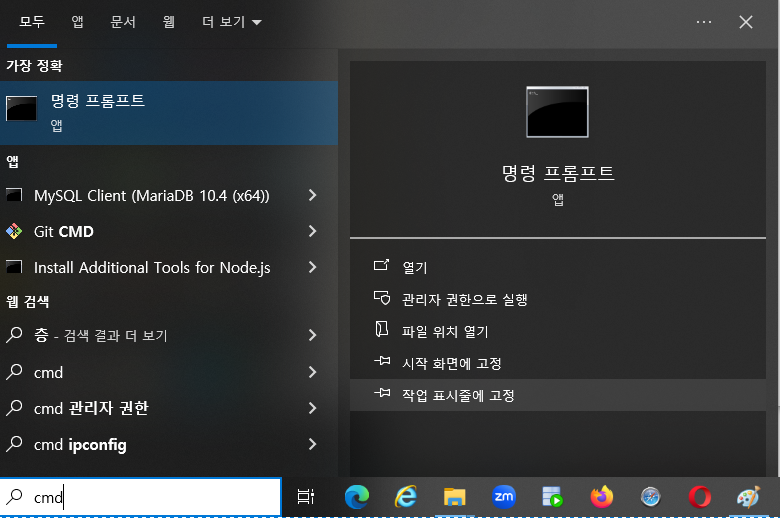 모두 앱 문서 웹 더 보기
가장 정확
명령 프롬프트
앱
앱
MySQL Client (MariaDB 10.4 (x64))
Git CMD
Install Additional Tools for Node.js
웹 검색
층 - 검색 결과 더 보기
cmd
cmd 관리자 권한
cmd ipconfig
cmd
명령 프롬프트
앱
열기
관리자 권한으로 실행
파일 위치 열기
시작 화면에 고정
작업 표시줄에 고정
zm